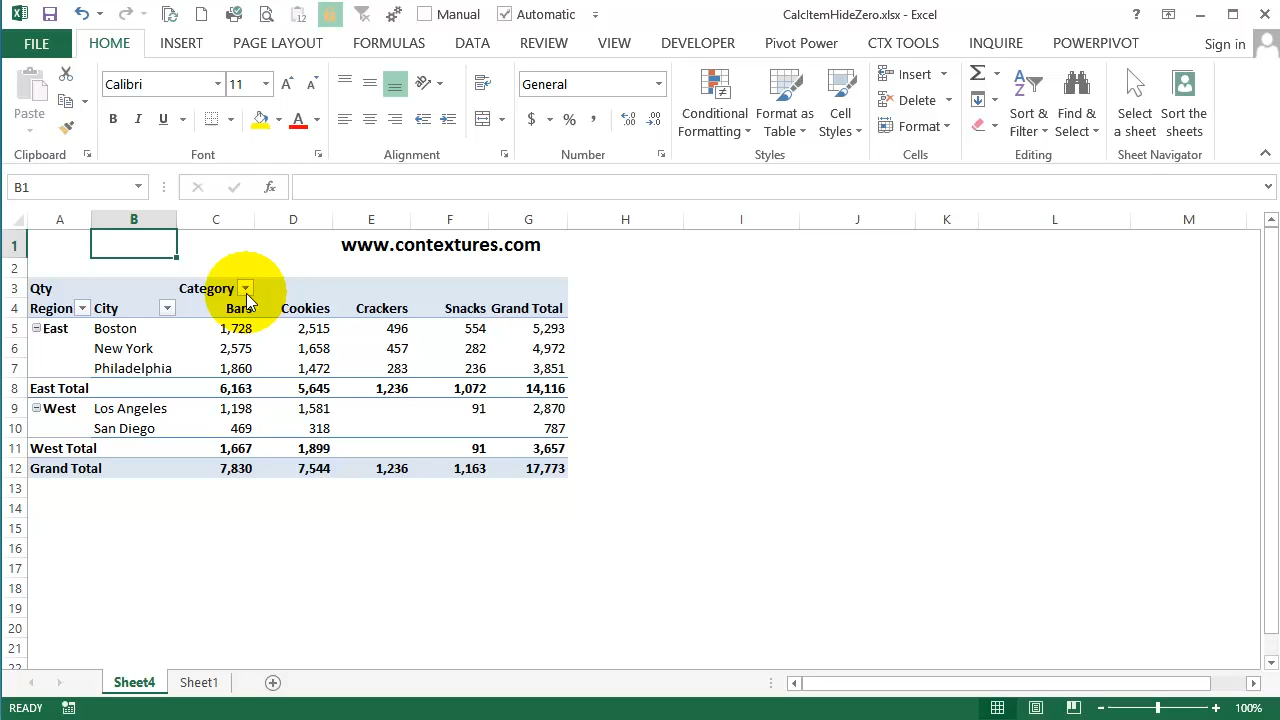 12 Manual Automatic CalcItemHideZero.xlsx - Excel ?
FILE HOME INSERT PAGE LAYOUT FORMULAS DATA REVIEW VIEW DEVELOPER Pivot Power CTX TOOLS INQUIRE POWERPIVOT Sign in
Paste Calibri 11 General Conditional Formatting Format as Table Cell Styles Insert Delete Format Sort & Filter Find & Select Select a sheet Sort the sheets
Clipboard Font Alignment Number Styles Cells Editing Sheet Navigator
B1 fx
A B C D E F G H I J K L M
1 www.contextures.com
2
3 Qty Category
4 Region City Bars Cookies Crackers Snacks Grand Total
5 East Boston 1,728 2,515 496 554 5,293
6 New York 2,575 1,658 457 282 4,972
7 Philadelphia 1,860 1,472 283 236 3,851
8 East Total 6,163 5,645 1,236 1,072 14,116
9 West Los Angeles 1,198 1,581 91 2,870
10 San Diego 469 318 787
11 West Total 1,667 1,899 91 3,657
12 Grand Total 7,830 7,544 1,236 1,163 17,773
13
14
15
16
17
18
19
20
21
22
Sheet4 Sheet1
READY 100%